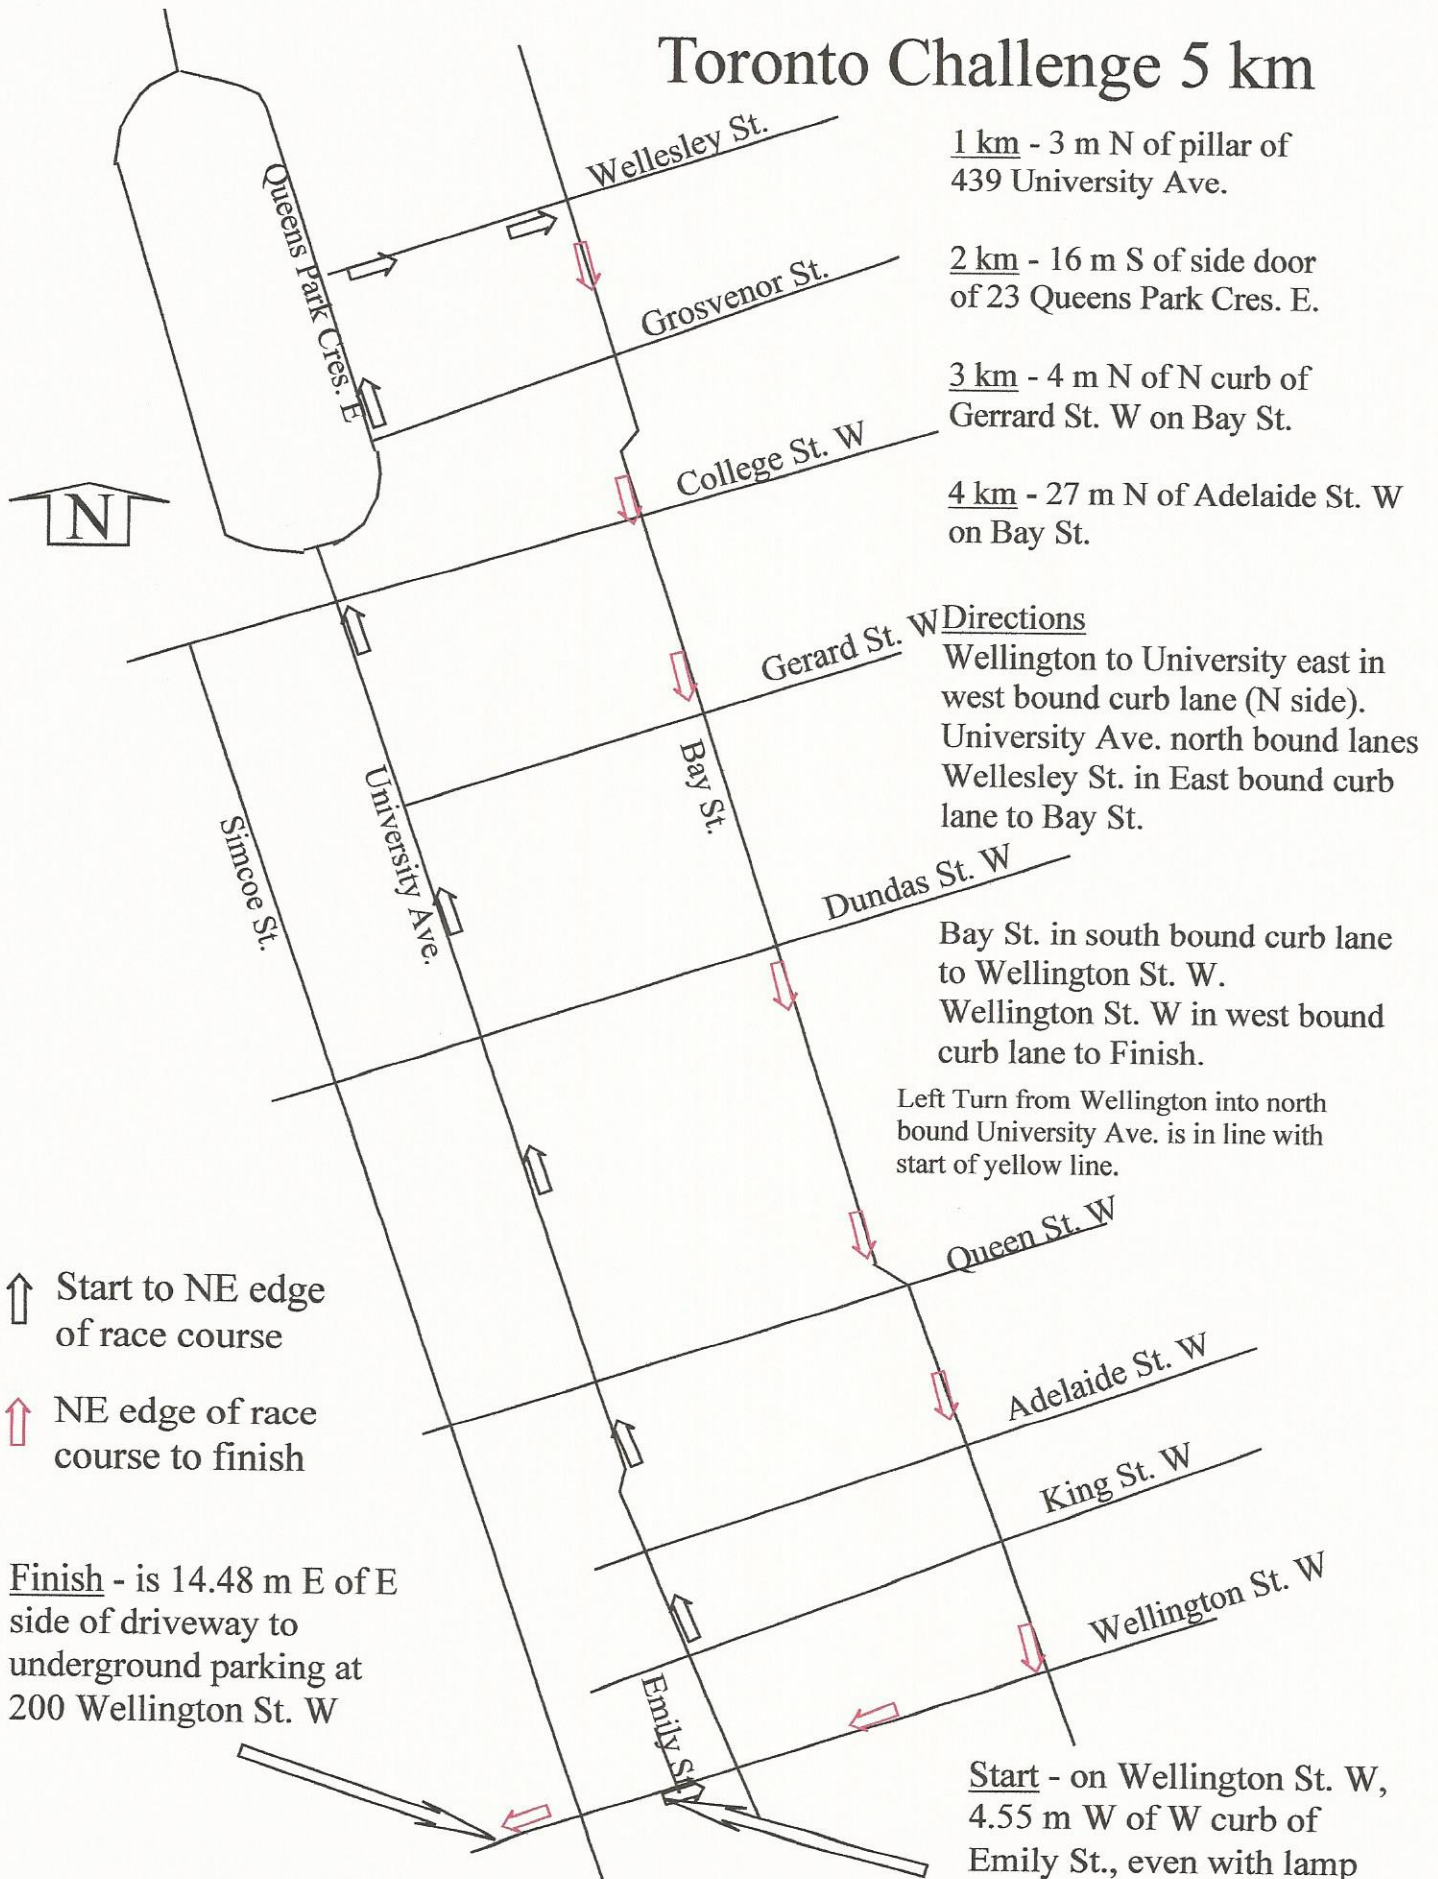 Toronto Challenge 5 km
Wellesley St.
1 km - 3 m N of pillar of
439 University Ave.
Queens Park Cres. E
2 km - 16 m S of side door
of 23 Queens Park Cres. E.
Grosvenor St.
3 km - 4 m N of N curb of
Gerrard St. W on Bay St.
College St. W
N
4 km - 27 m N of Adelaide St. W
on Bay St.
Gerard St. W
Directions
Wellington to University east in
west bound curb lane (N side).
University Ave. north bound lanes
Wellesley St. in East bound curb
lane to Bay St.
Bay St.
University Ave.
Simcoe St.
Dundas St. W
Bay St. in south bound curb lane
to Wellington St. W.
Wellington St. W in west bound
curb lane to Finish.
Left Turn from Wellington into north
bound University Ave. is in line with
start of yellow line.
Queen St. W
Start to NE edge
of race course
Adelaide St. W
NE edge of race
course to finish
King St. W
Wellington St. W
Finish - is 14.48 m E of E
side of driveway to
underground parking at
200 Wellington St. W
Emily St.
Start - on Wellington St. W,
4.55 m W of W curb of
Emily St., even with lamp